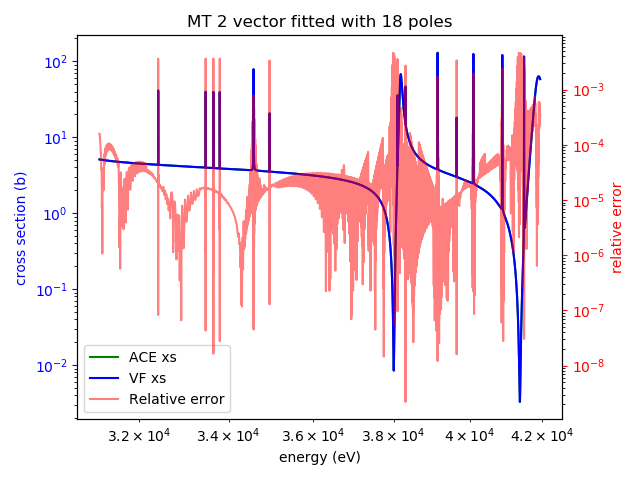 MT 2 vector fitted with 18 poles
10²
10¹
10⁰
10⁻¹
10⁻²
cross section (b)
10⁻³
10⁻⁴
10⁻⁵
10⁻⁶
10⁻⁷
10⁻⁸
relative error
ACE xs
VF xs
Relative error
3.2 × 10⁴ 3.4 × 10⁴ 3.6 × 10⁴ 3.8 × 10⁴ 4 × 10⁴ 4.2 × 10⁴
energy (eV)